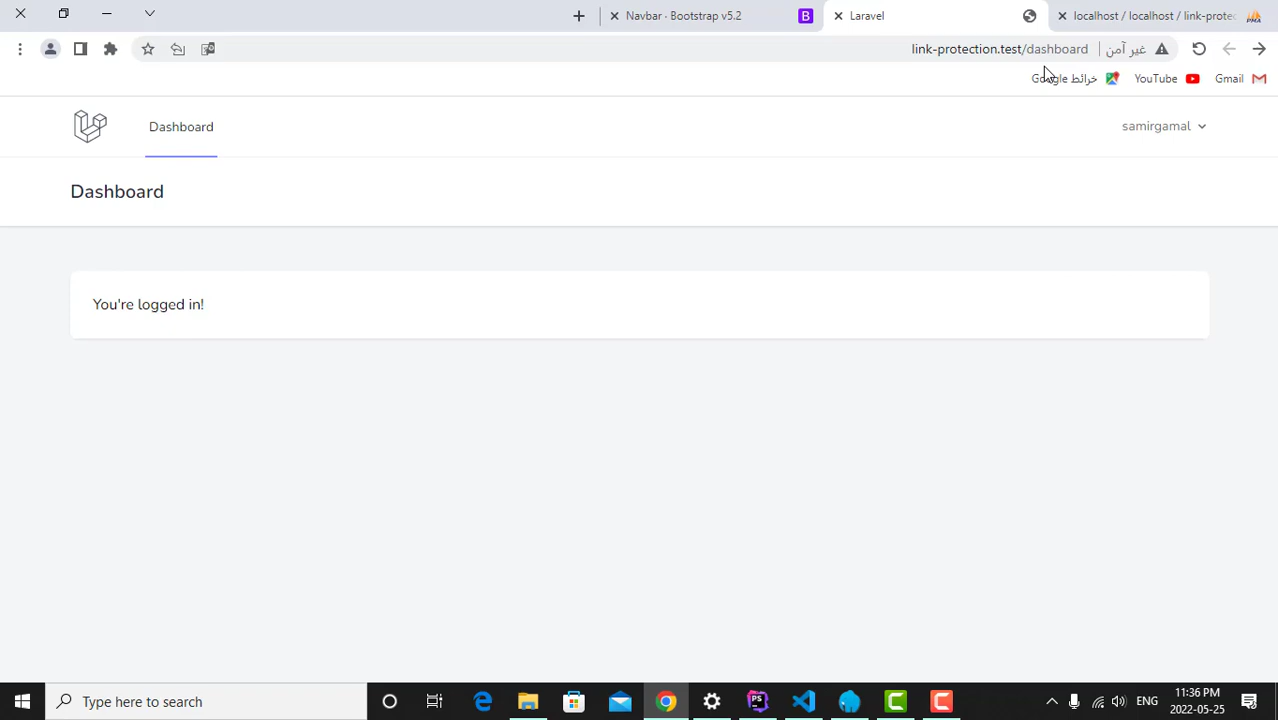 Navbar · Bootstrap v5.2
Laravel
localhost / localhost / link-protec
link-protection.test/dashboard
غير آمن
خرائط Google
YouTube
Gmail
Dashboard
samirgamal
Dashboard
You're logged in!
Type here to search
ENG
11:36 PM
2022-05-25